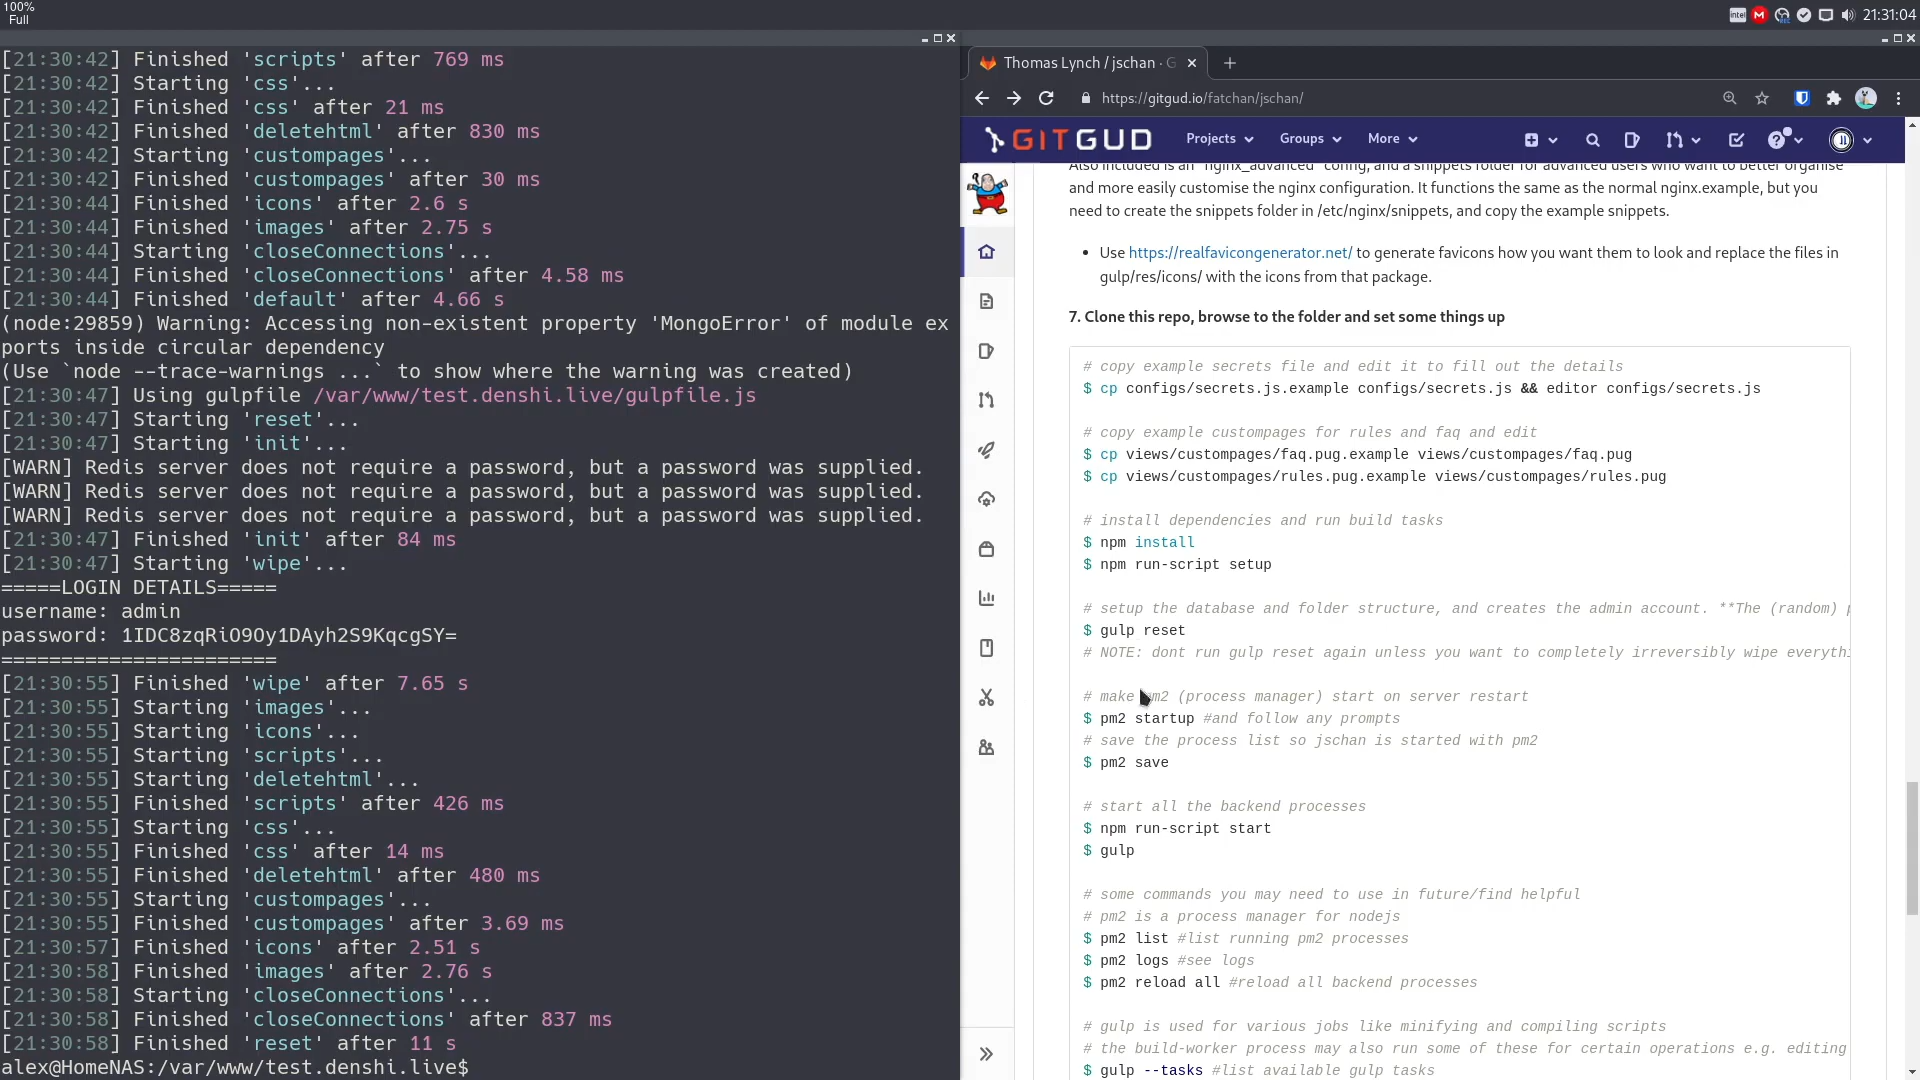 100%
Full
intel
21:31:04
[21:30:42] Finished 'scripts' after 769 ms
[21:30:42] Starting 'css'...
[21:30:42] Finished 'css' after 21 ms
[21:30:42] Finished 'deletehtml' after 830 ms
[21:30:42] Starting 'custompages'...
[21:30:42] Finished 'custompages' after 30 ms
[21:30:44] Finished 'icons' after 2.6 s
[21:30:44] Finished 'images' after 2.75 s
[21:30:44] Starting 'closeConnections'...
[21:30:44] Finished 'closeConnections' after 4.58 ms
[21:30:44] Finished 'default' after 4.66 s
(node:29859) Warning: Accessing non-existent property 'MongoError' of module ex
ports inside circular dependency
(Use `node --trace-warnings ...` to show where the warning was created)
[21:30:47] Using gulpfile /var/www/test.denshi.live/gulpfile.js
[21:30:47] Starting 'reset'...
[21:30:47] Starting 'init'...
[WARN] Redis server does not require a password, but a password was supplied.
[WARN] Redis server does not require a password, but a password was supplied.
[WARN] Redis server does not require a password, but a password was supplied.
[21:30:47] Finished 'init' after 84 ms
[21:30:47] Starting 'wipe'...
=====LOGIN DETAILS=====
username: admin
password: 1IDC8zqRiO9Oy1DAyh2S9KqcgSY=
=======================
[21:30:55] Finished 'wipe' after 7.65 s
[21:30:55] Starting 'images'...
[21:30:55] Starting 'icons'...
[21:30:55] Starting 'scripts'...
[21:30:55] Starting 'deletehtml'...
[21:30:55] Finished 'scripts' after 426 ms
[21:30:55] Starting 'css'...
[21:30:55] Finished 'css' after 14 ms
[21:30:55] Finished 'deletehtml' after 480 ms
[21:30:55] Starting 'custompages'...
[21:30:55] Finished 'custompages' after 3.69 ms
[21:30:57] Finished 'icons' after 2.51 s
[21:30:58] Finished 'images' after 2.76 s
[21:30:58] Starting 'closeConnections'...
[21:30:58] Finished 'closeConnections' after 837 ms
[21:30:58] Finished 'reset' after 11 s
alex@HomeNAS:/var/www/test.denshi.live$
Thomas Lynch / jschan · G
https://gitgud.io/fatchan/jschan/
GITGUD Projects Groups More
Also included is an "nginx_advanced" config, and a snippets folder for advanced users who want to better organise
and more easily customise the nginx configuration. It functions the same as the normal nginx.example, but you
need to create the snippets folder in /etc/nginx/snippets, and copy the example snippets.
• Use https://realfavicongenerator.net/ to generate favicons how you want them to look and replace the files in
gulp/res/icons/ with the icons from that package.
7. Clone this repo, browse to the folder and set some things up
# copy example secrets file and edit it to fill out the details
$ cp configs/secrets.js.example configs/secrets.js && editor configs/secrets.js
# copy example custompages for rules and faq and edit
$ cp views/custompages/faq.pug.example views/custompages/faq.pug
$ cp views/custompages/rules.pug.example views/custompages/rules.pug
# install dependencies and run build tasks
$ npm install
$ npm run-script setup
# setup the database and folder structure, and creates the admin account. **The (random) p
$ gulp reset
# NOTE: dont run gulp reset again unless you want to completely irreversibly wipe everythi
# make pm2 (process manager) start on server restart
$ pm2 startup #and follow any prompts
# save the process list so jschan is started with pm2
$ pm2 save
# start all the backend processes
$ npm run-script start
$ gulp
# some commands you may need to use in future/find helpful
# pm2 is a process manager for nodejs
$ pm2 list #list running pm2 processes
$ pm2 logs #see logs
$ pm2 reload all #reload all backend processes
# gulp is used for various jobs like minifying and compiling scripts
# the build-worker process may also run some of these for certain operations e.g. editing
$ gulp --tasks #list available gulp tasks